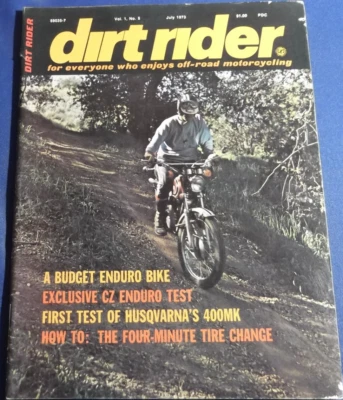 DIRT RIDER
Vol. 1, No. 5 July 1975 $1.00 PDC
dirt rider
for everyone who enjoys off-road motorcycling
A BUDGET ENDURO BIKE
EXCLUSIVE CZ ENDURO TEST
FIRST TEST OF HUSQVARNA'S 400MK
HOW TO: THE FOUR-MINUTE TIRE CHANGE